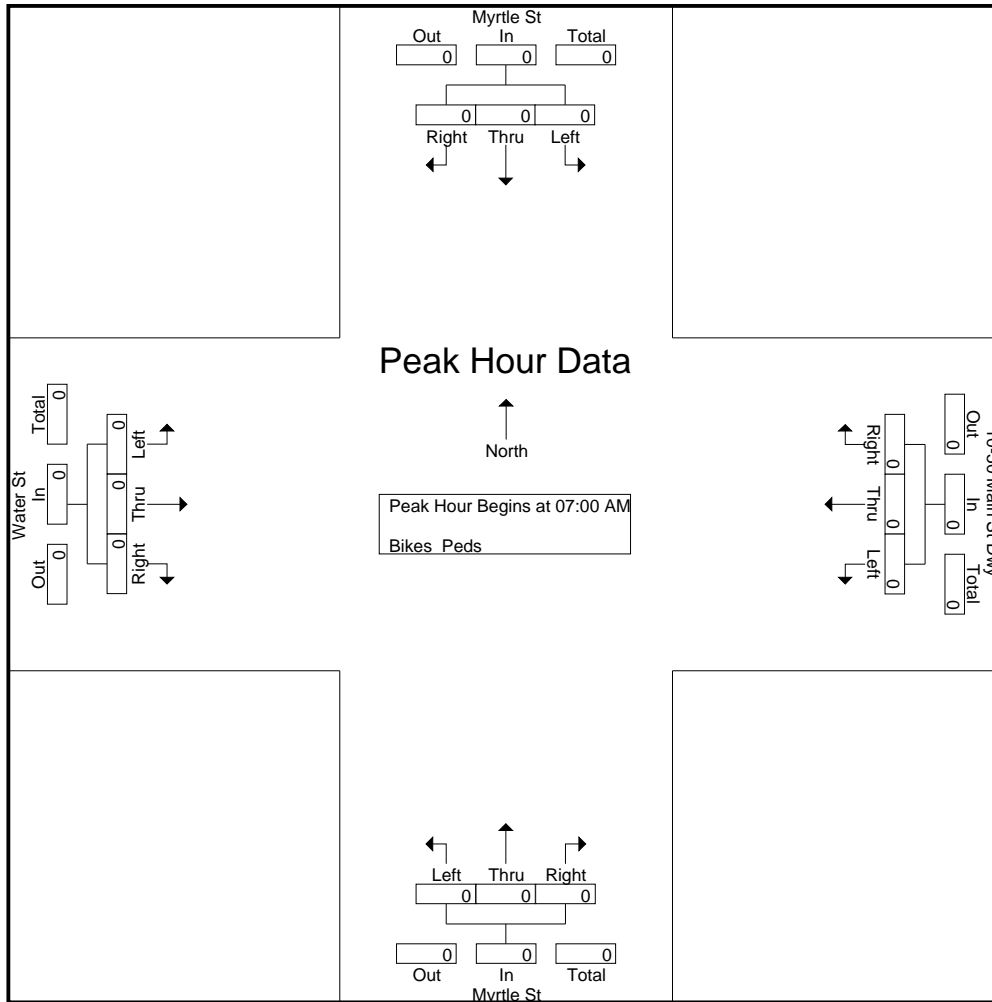 Myrtle St
Out In Total
0 0 0
0 0 0
Right Thru Left
Peak Hour Data
North
Peak Hour Begins at 07:00 AM
Bikes Peds
Water St
Total In Out
0 0 0
0 0 0
Left Thru Right
Main St Dwy
Out In Total
0 0 0
0 0 0
Right Thru Left
Left Thru Right
0 0 0
0 0 0
Out In Total
Myrtle St